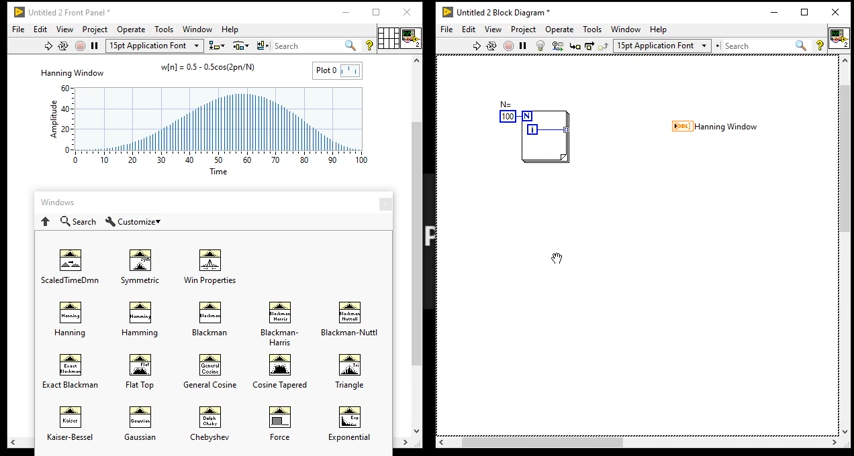 Untitled 2 Front Panel *
File Edit View Project Operate Tools Window Help
15pt Application Font Search
2
Hanning Window
w[n] = 0.5 - 0.5cos(2pn/N)
Plot 0
60
40
20
0
Amplitude
0 10 20 30 40 50 60 70 80 90 100
Time
Windows
Search Customize
ScaledTimeDmn Symmetric Win Properties
Hanning Hamming Blackman Blackman-Harris Blackman-Nuttl
Exact Blackman Flat Top General Cosine Cosine Tapered Triangle
Kaiser-Bessel Gaussian Chebyshev Force Exponential
P
Untitled 2 Block Diagram *
File Edit View Project Operate Tools Window Help
15pt Application Font Search
2
N=
100 N
i
DBL Hanning Window